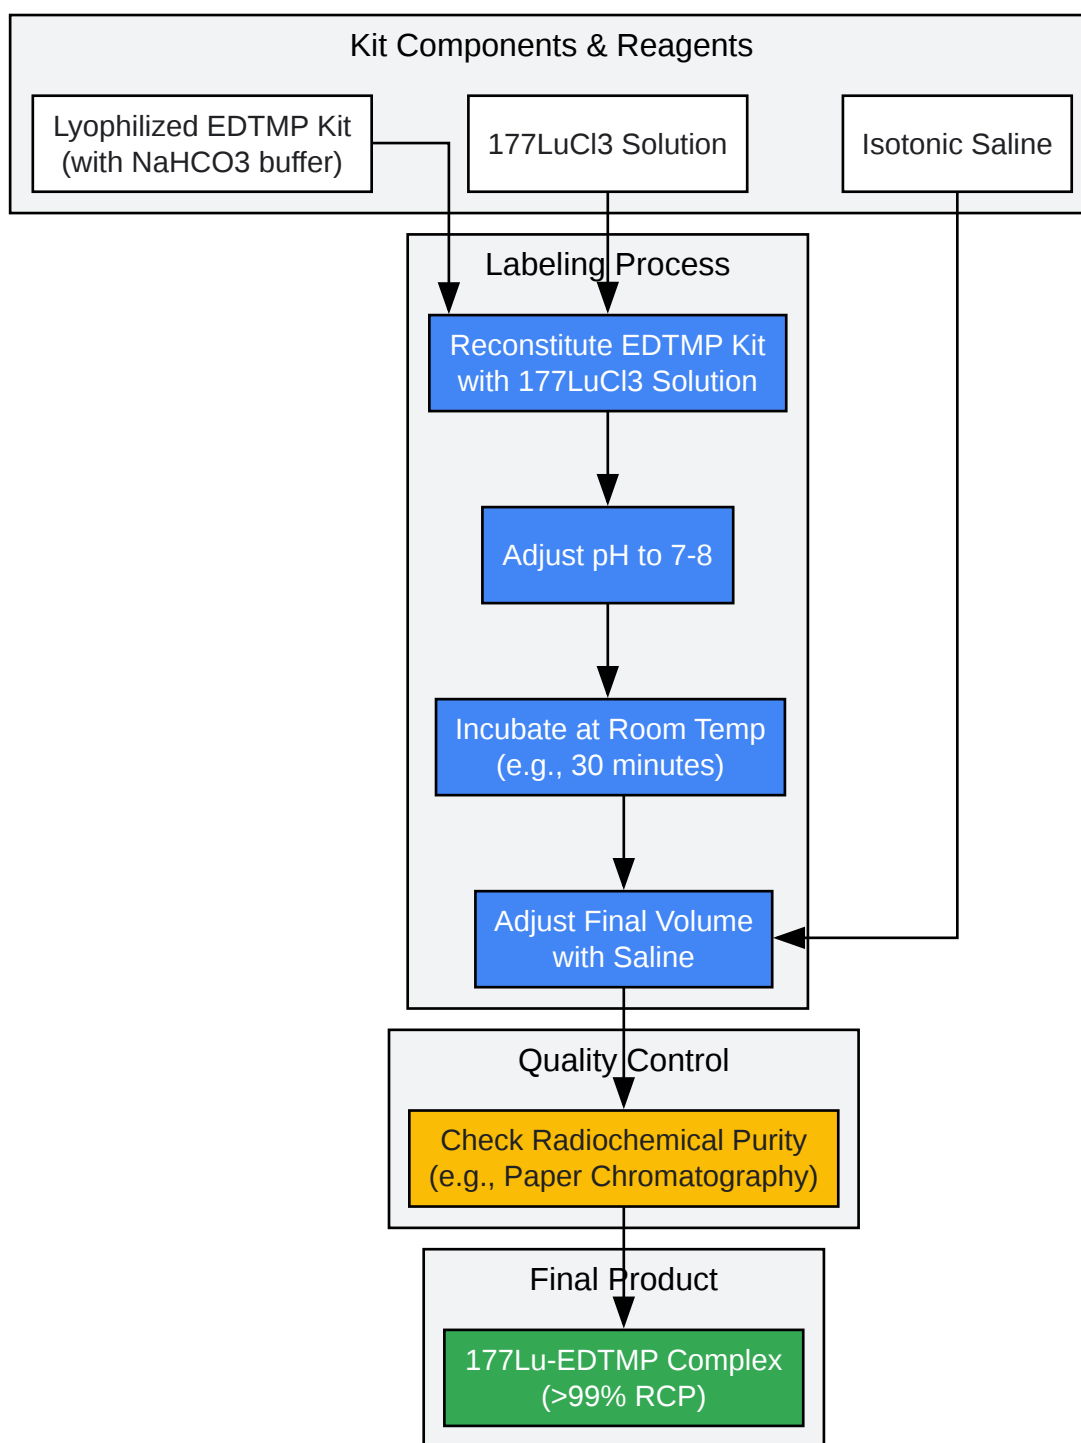 Kit Components & Reagents
Lyophilized EDTMP Kit
(with NaHCO3 buffer)
177LuCl3 Solution
Isotonic Saline
Labeling Process
Reconstitute EDTMP Kit
with 177LuCl3 Solution
Adjust pH to 7-8
Incubate at Room Temp
(e.g., 30 minutes)
Adjust Final Volume
with Saline
Quality Control
Check Radiochemical Purity
(e.g., Paper Chromatography)
Final Product
177Lu-EDTMP Complex
(>99% RCP)